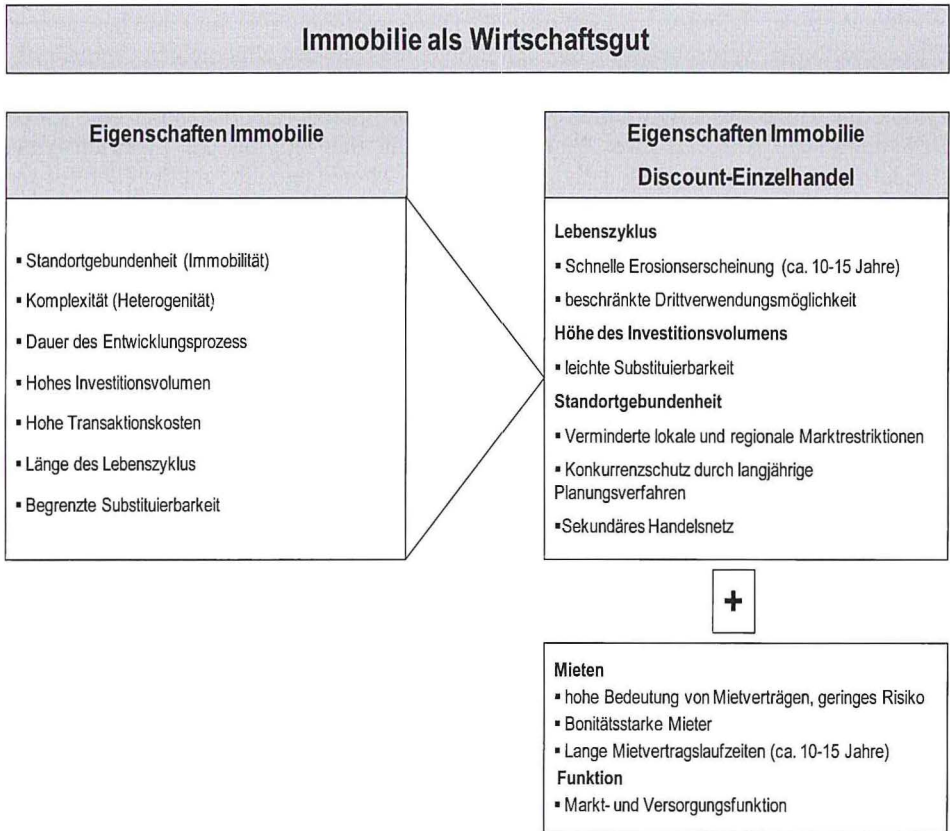 Immobilie als Wirtschaftsgut
Eigenschaften Immobilie
▪ Standortgebundenheit (Immobilität)
▪ Komplexität (Heterogenität)
▪ Dauer des Entwicklungsprozess
▪ Hohes Investitionsvolumen
▪ Hohe Transaktionskosten
▪ Länge des Lebenszyklus
▪ Begrenzte Substituierbarkeit
Eigenschaften Immobilie
Discount-Einzelhandel
Lebenszyklus
▪ Schnelle Erosionserscheinung (ca. 10-15 Jahre)
▪ beschränkte Drittverwendungsmöglichkeit
Höhe des Investitionsvolumens
▪ leichte Substituierbarkeit
Standortgebundenheit
▪ Verminderte lokale und regionale Marktrestriktionen
▪ Konkurrenzschutz durch langjährige
Planungsverfahren
▪Sekundäres Handelsnetz
+
Mieten
▪ hohe Bedeutung von Mietverträgen, geringes Risiko
▪ Bonitätsstarke Mieter
▪ Lange Mietvertragslaufzeiten (ca. 10-15 Jahre)
Funktion
▪ Markt- und Versorgungsfunktion